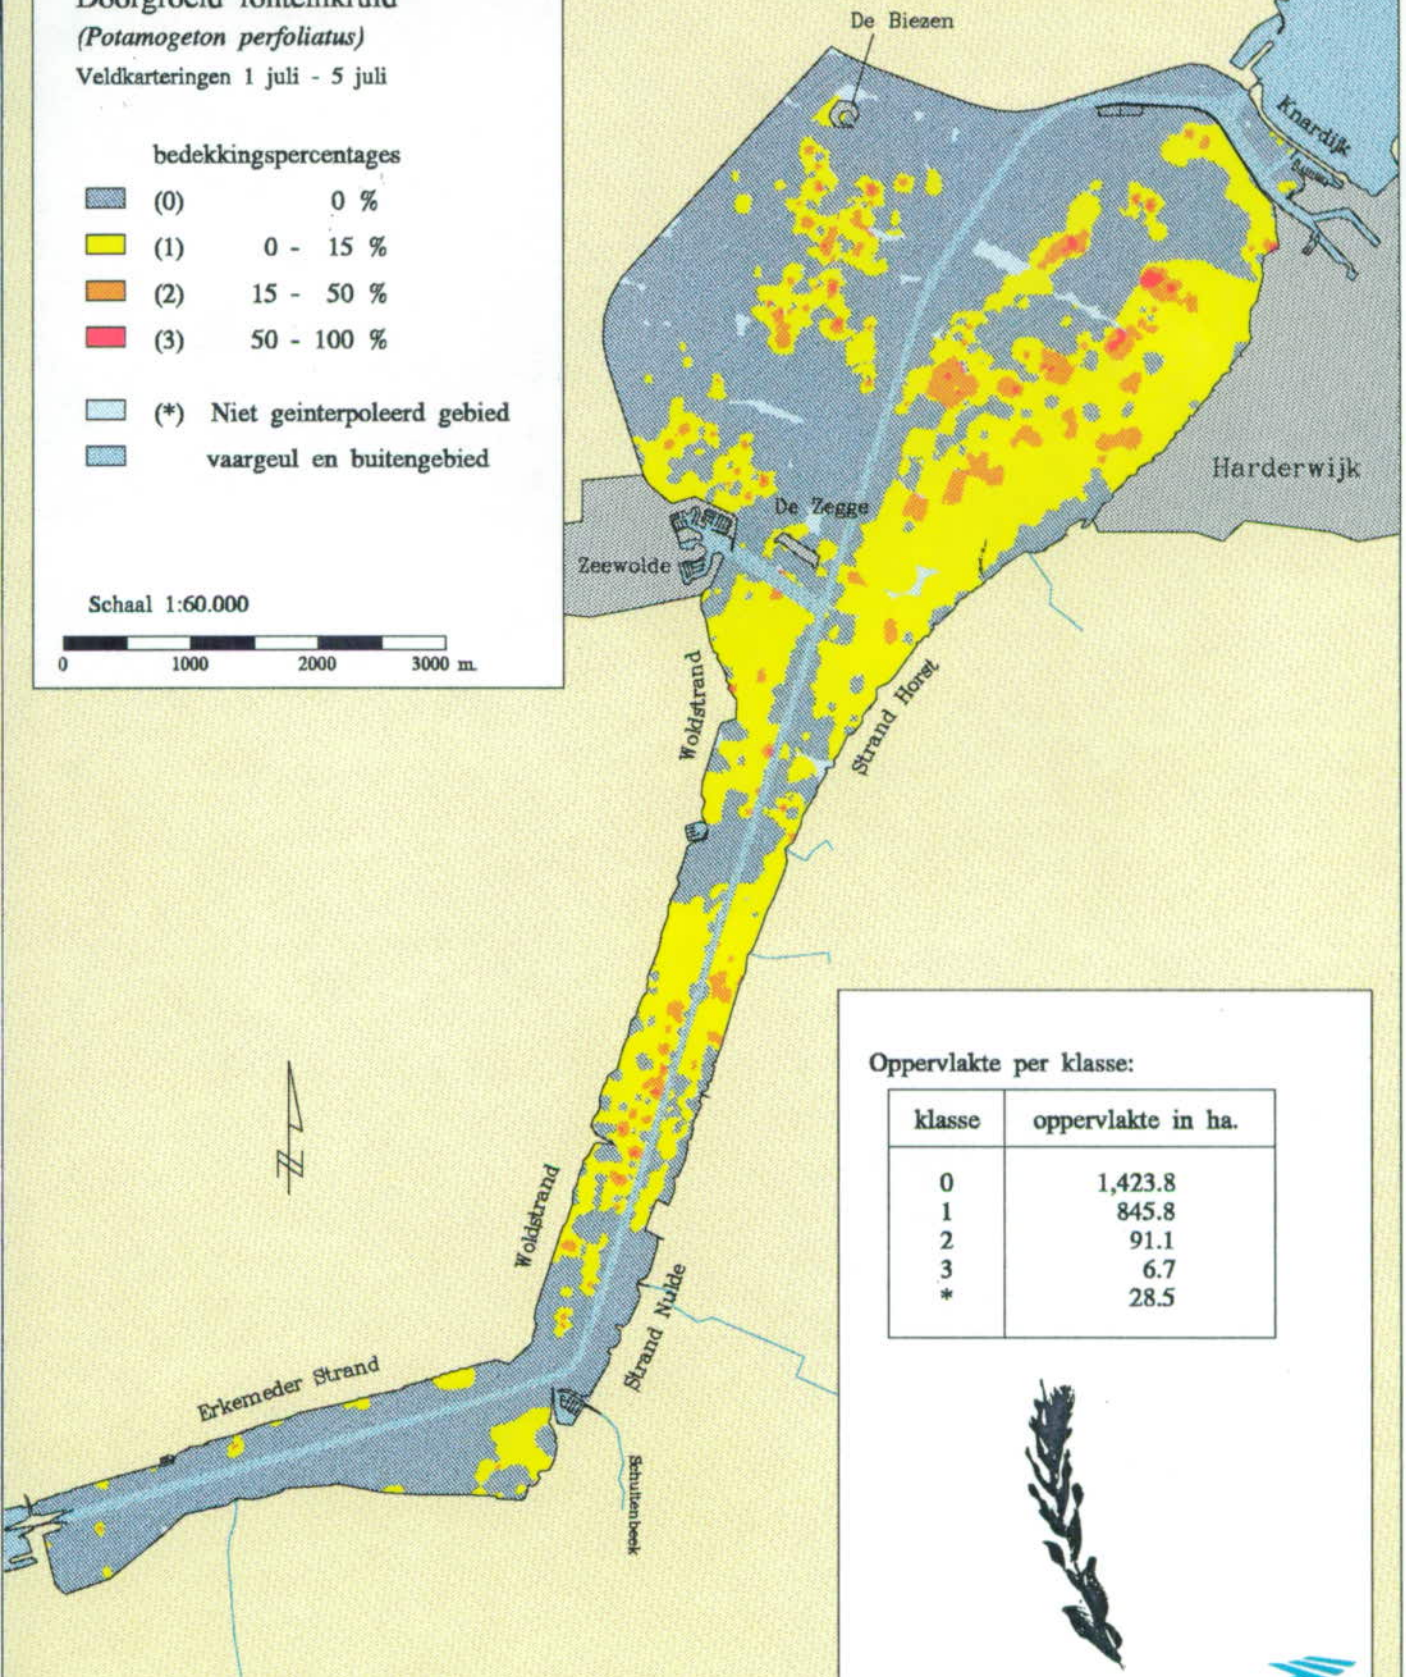 Doorgroeid fonteinkruid
(Potamogeton perfoliatus)
Veldkarteringen 1 juli - 5 juli
bedekkingspercentages
(0) 0 %
(1) 0 - 15 %
(2) 15 - 50 %
(3) 50 - 100 %
(*) Niet geinterpoleerd gebied
vaargeul en buitengebied
Schaal 1:60.000
0 1000 2000 3000 m.
De Biezen
Knardijk
Harderwijk
De Zegge
Zeewolde
Woldstrand
Strand Horst
Woldstrand
Strand Nulde
Erkemeder Strand
Schuitenbeek
Oppervlakte per klasse:
klasse oppervlakte in ha.
0 1,423.8
1 845.8
2 91.1
3 6.7
* 28.5